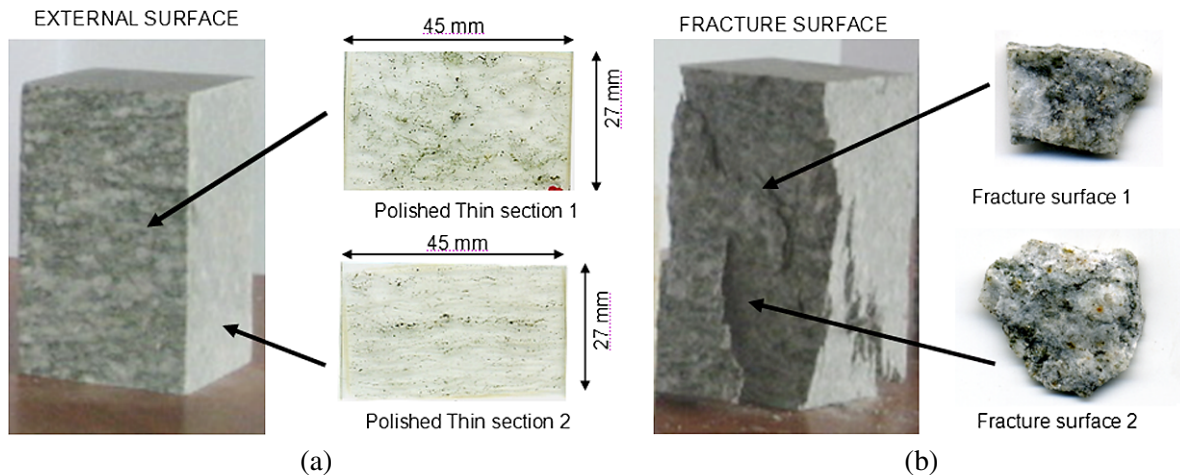 EXTERNAL SURFACE
45 mm
27 mm
Polished Thin section 1
45 mm
27 mm
Polished Thin section 2
(a)
FRACTURE SURFACE
Fracture surface 1
Fracture surface 2
(b)